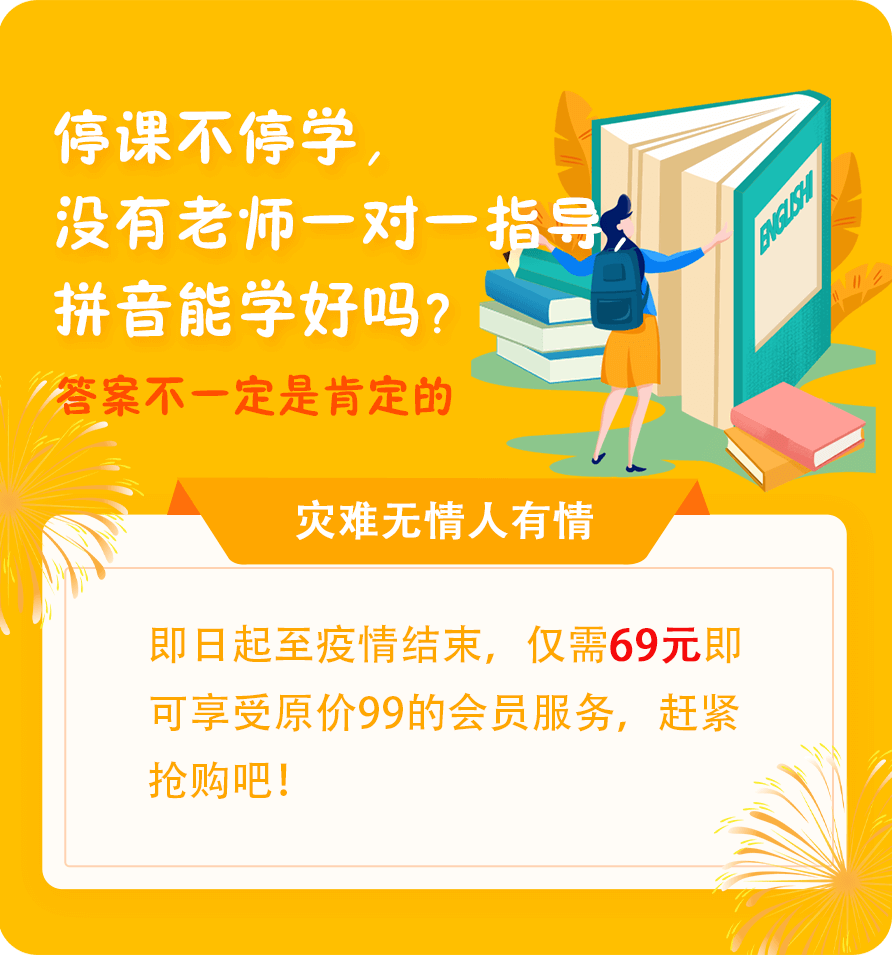 停课不停学，
没有老师一对一指导，
拼音能学好吗？
答案不一定是肯定的
ENGLISHI
灾难无情人有情
即日起至疫情结束，仅需69元即
可享受原价99的会员服务，赶紧
抢购吧！